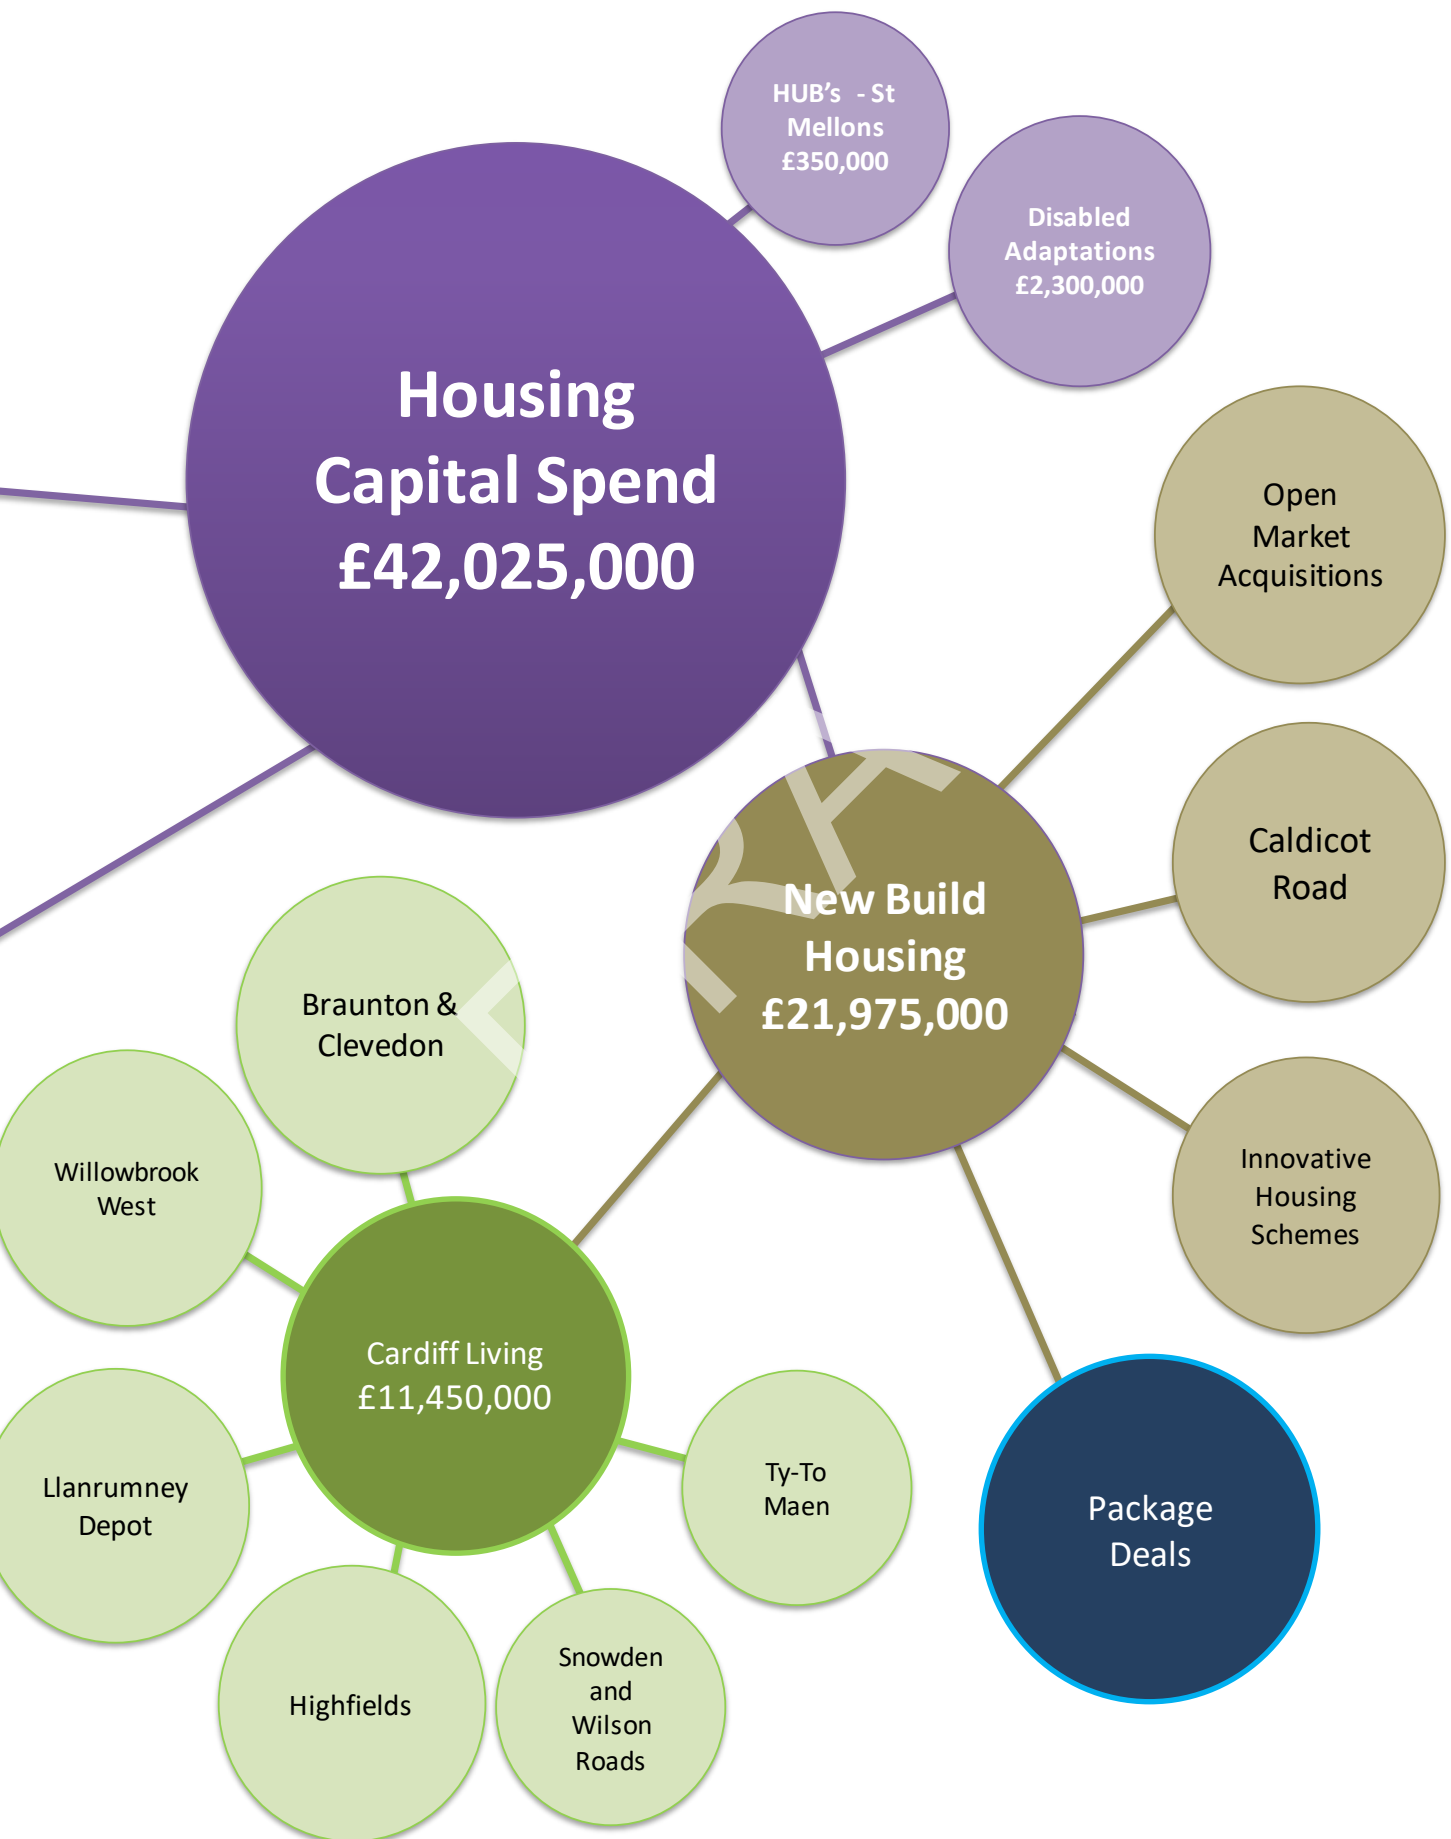 HUB's - St
Mellons
£350,000
Disabled
Adaptations
£2,300,000
Housing
Capital Spend
£42,025,000
Open
Market
Acquisitions
Caldicot
Road
New Build
Housing
£21,975,000
Braunton &
Clevedon
Willowbrook
West
Innovative
Housing
Schemes
Cardiff Living
£11,450,000
Llanrumney
Depot
Ty-To
Maen
Package
Deals
Highfields
Snowden
and
Wilson
Roads